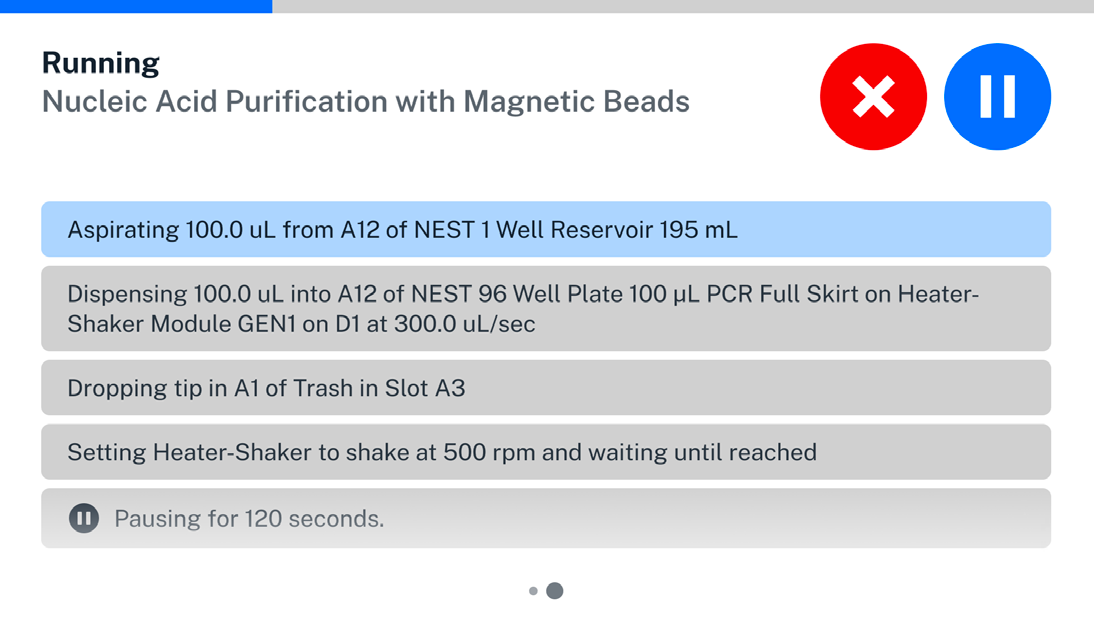 Running
Nucleic Acid Purification with Magnetic Beads
Aspirating 100.0 uL from A12 of NEST 1 Well Reservoir 195 mL
Dispensing 100.0 uL into A12 of NEST 96 Well Plate 100 µL PCR Full Skirt on Heater-
Shaker Module GEN1 on D1 at 300.0 uL/sec
Dropping tip in A1 of Trash in Slot A3
Setting Heater-Shaker to shake at 500 rpm and waiting until reached
Pausing for 120 seconds.